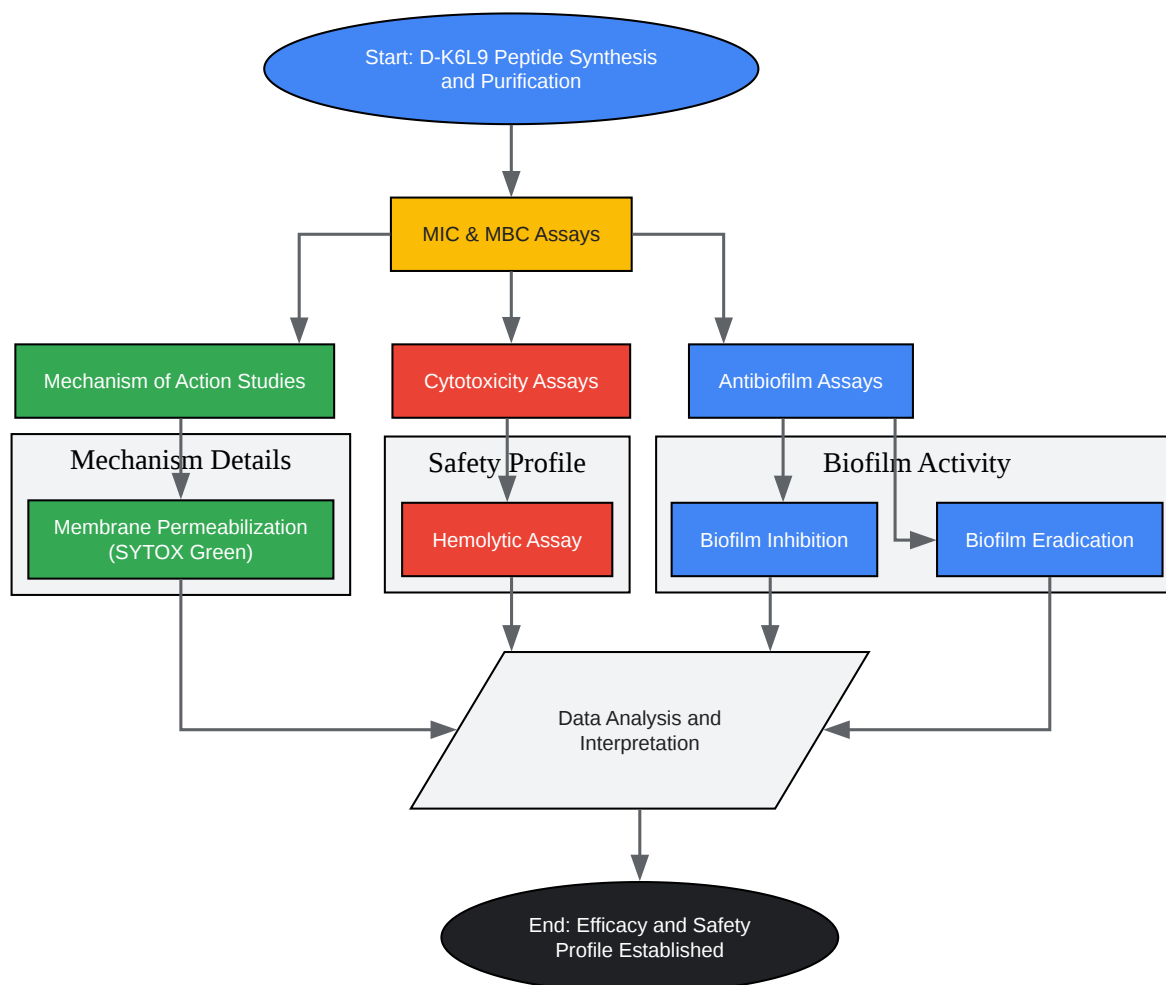 Start: D-K6L9 Peptide Synthesis
and Purification
MIC & MBC Assays
Mechanism of Action Studies
Cytotoxicity Assays
Antibiofilm Assays
Mechanism Details
Safety Profile
Biofilm Activity
Membrane Permeabilization
(SYTOX Green)
Hemolytic Assay
Biofilm Inhibition
Biofilm Eradication
Data Analysis and
Interpretation
End: Efficacy and Safety
Profile Established